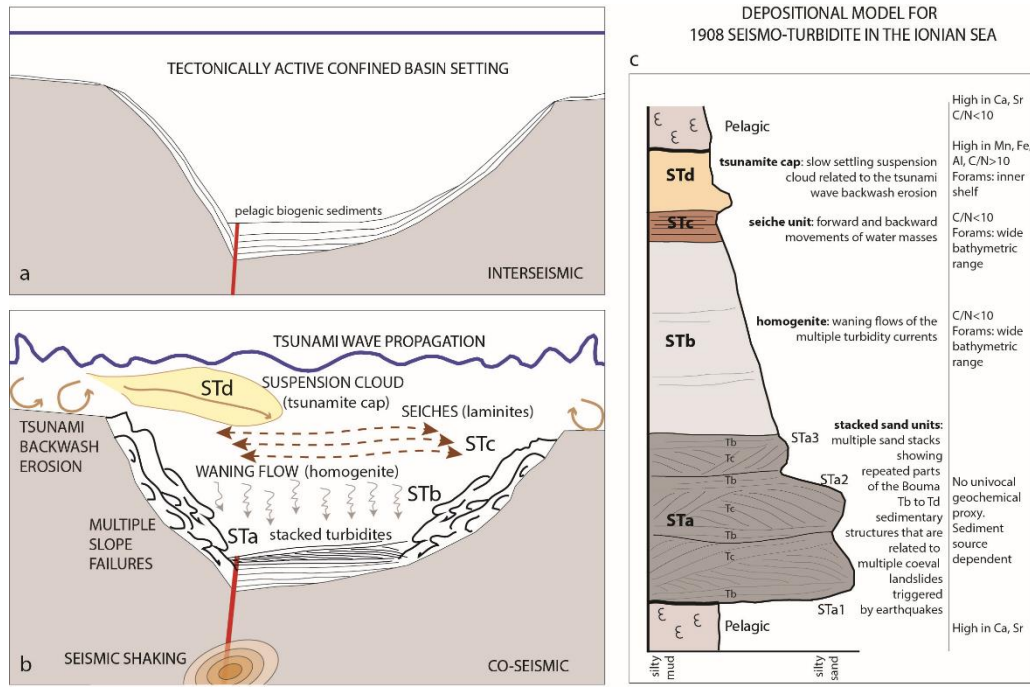 TECTONICALLY ACTIVE CONFINED BASIN SETTING
pelagic biogenic sediments
a
INTERSEISMIC
TSUNAMI WAVE PROPAGATION
STd
SUSPENSION CLOUD
(tsunamite cap)
SEICHES (laminites)
STc
TSUNAMI
BACKWASH
EROSION
WANING FLOW (homogenite)
STb
STa
stacked turbidites
MULTIPLE
SLOPE
FAILURES
SEISMIC SHAKING
b
CO-SEISMIC
DEPOSITIONAL MODEL FOR
1908 SEISMO-TURBIDITE IN THE IONIAN SEA
c
Pelagic
High in Ca, Sr
C/N<10
STd
tsunamite cap: slow settling suspension
cloud related to the tsunami
wave backwash erosion
High in Mn, Fe,
Al, C/N>10
Forams: inner
shelf
STc
seiche unit: forward and backward
movements of water masses
C/N<10
Forams: wide
bathymetric
range
STb
homogenite: waning flows of the
multiple turbidity currents
C/N<10
Forams: wide
bathymetric
range
STa
Tb
Tc
Tb
Tc
Tb
Tc
Tb
STa3
STa2
STa1
stacked sand units:
multiple sand stacks
showing
repeated parts
of the Bouma
Tb to Td
sedimentary
structures that are
related to
multiple coeval
landslides
triggered
by earthquakes
No univocal
geochemical
proxy.
Sediment
source
dependent
Pelagic
High in Ca, Sr
silty
mud
silty
sand